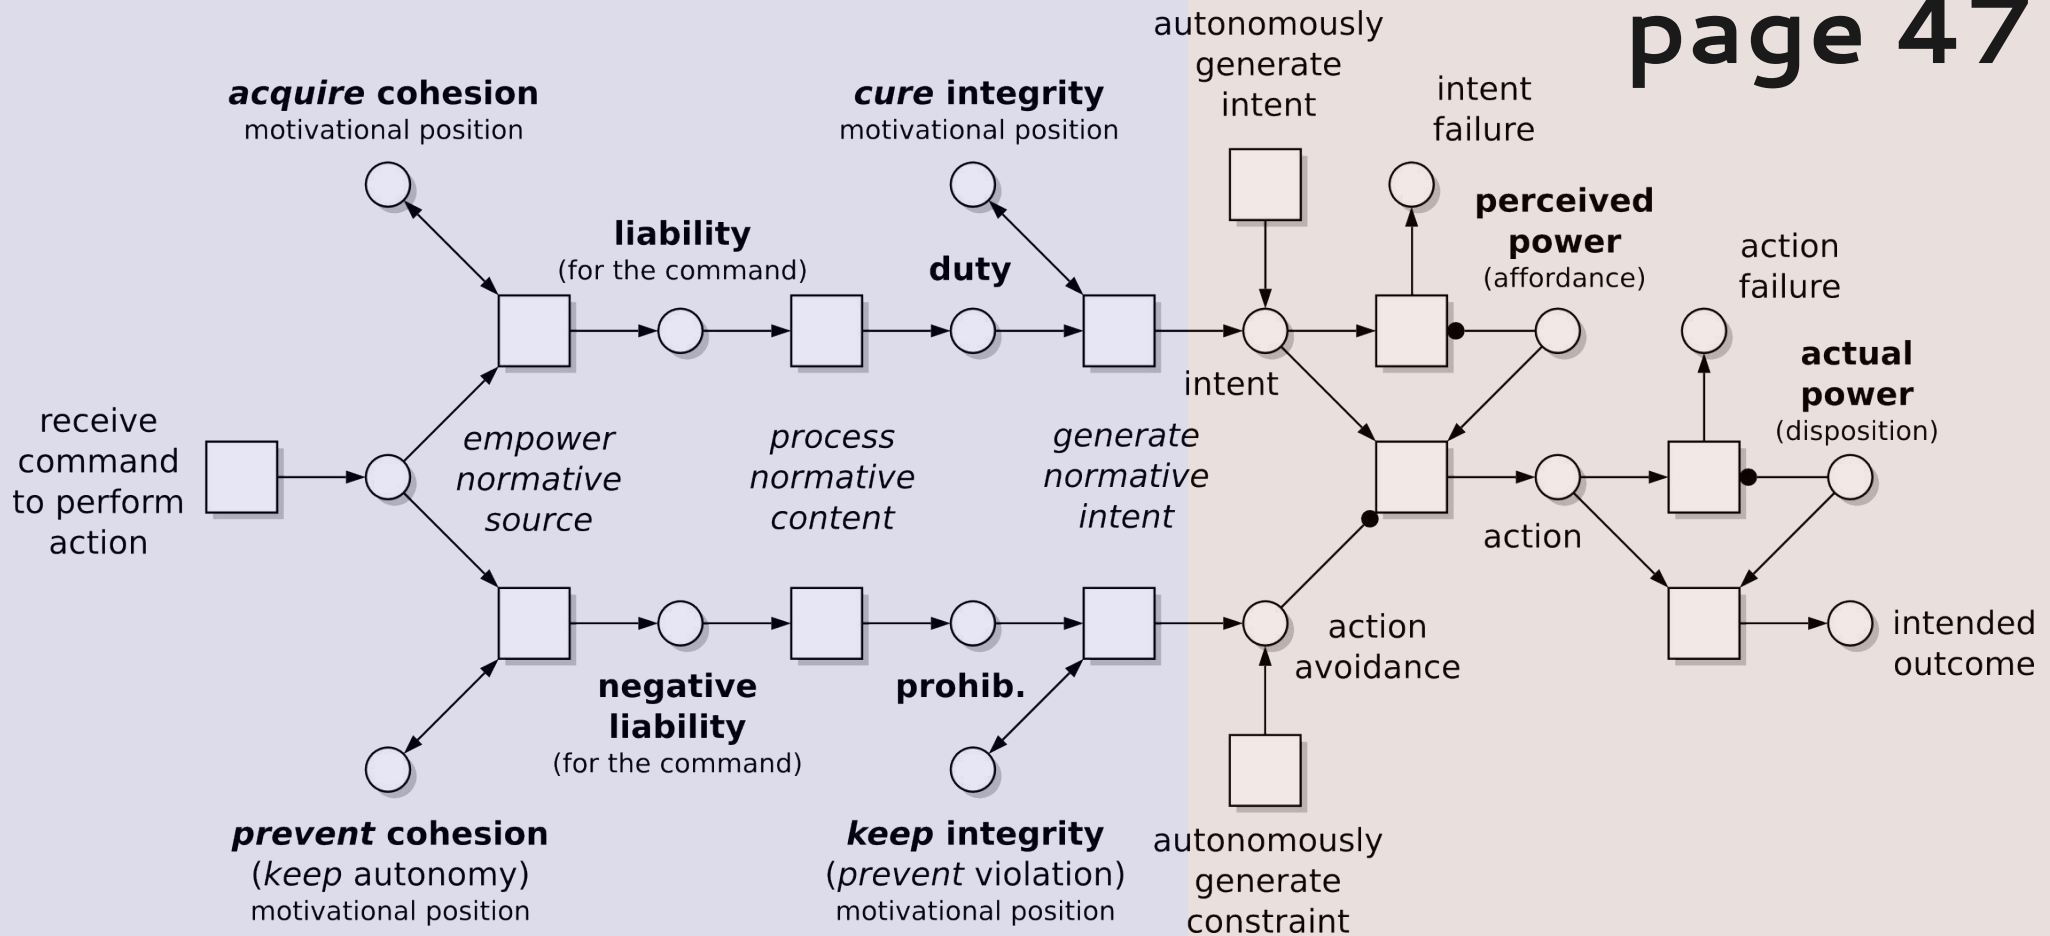 page 47
autonomously
generate
intent
acquire cohesion
motivational position
cure integrity
motivational position
intent
failure
perceived
power
(affordance)
liability
(for the command)
duty
action
failure
actual
power
(disposition)
intent
receive
command
to perform
action
empower
normative
source
process
normative
content
generate
normative
intent
action
action
avoidance
intended
outcome
negative
liability
(for the command)
prohib.
prevent cohesion
(keep autonomy)
motivational position
keep integrity
(prevent violation)
motivational position
autonomously
generate
constraint